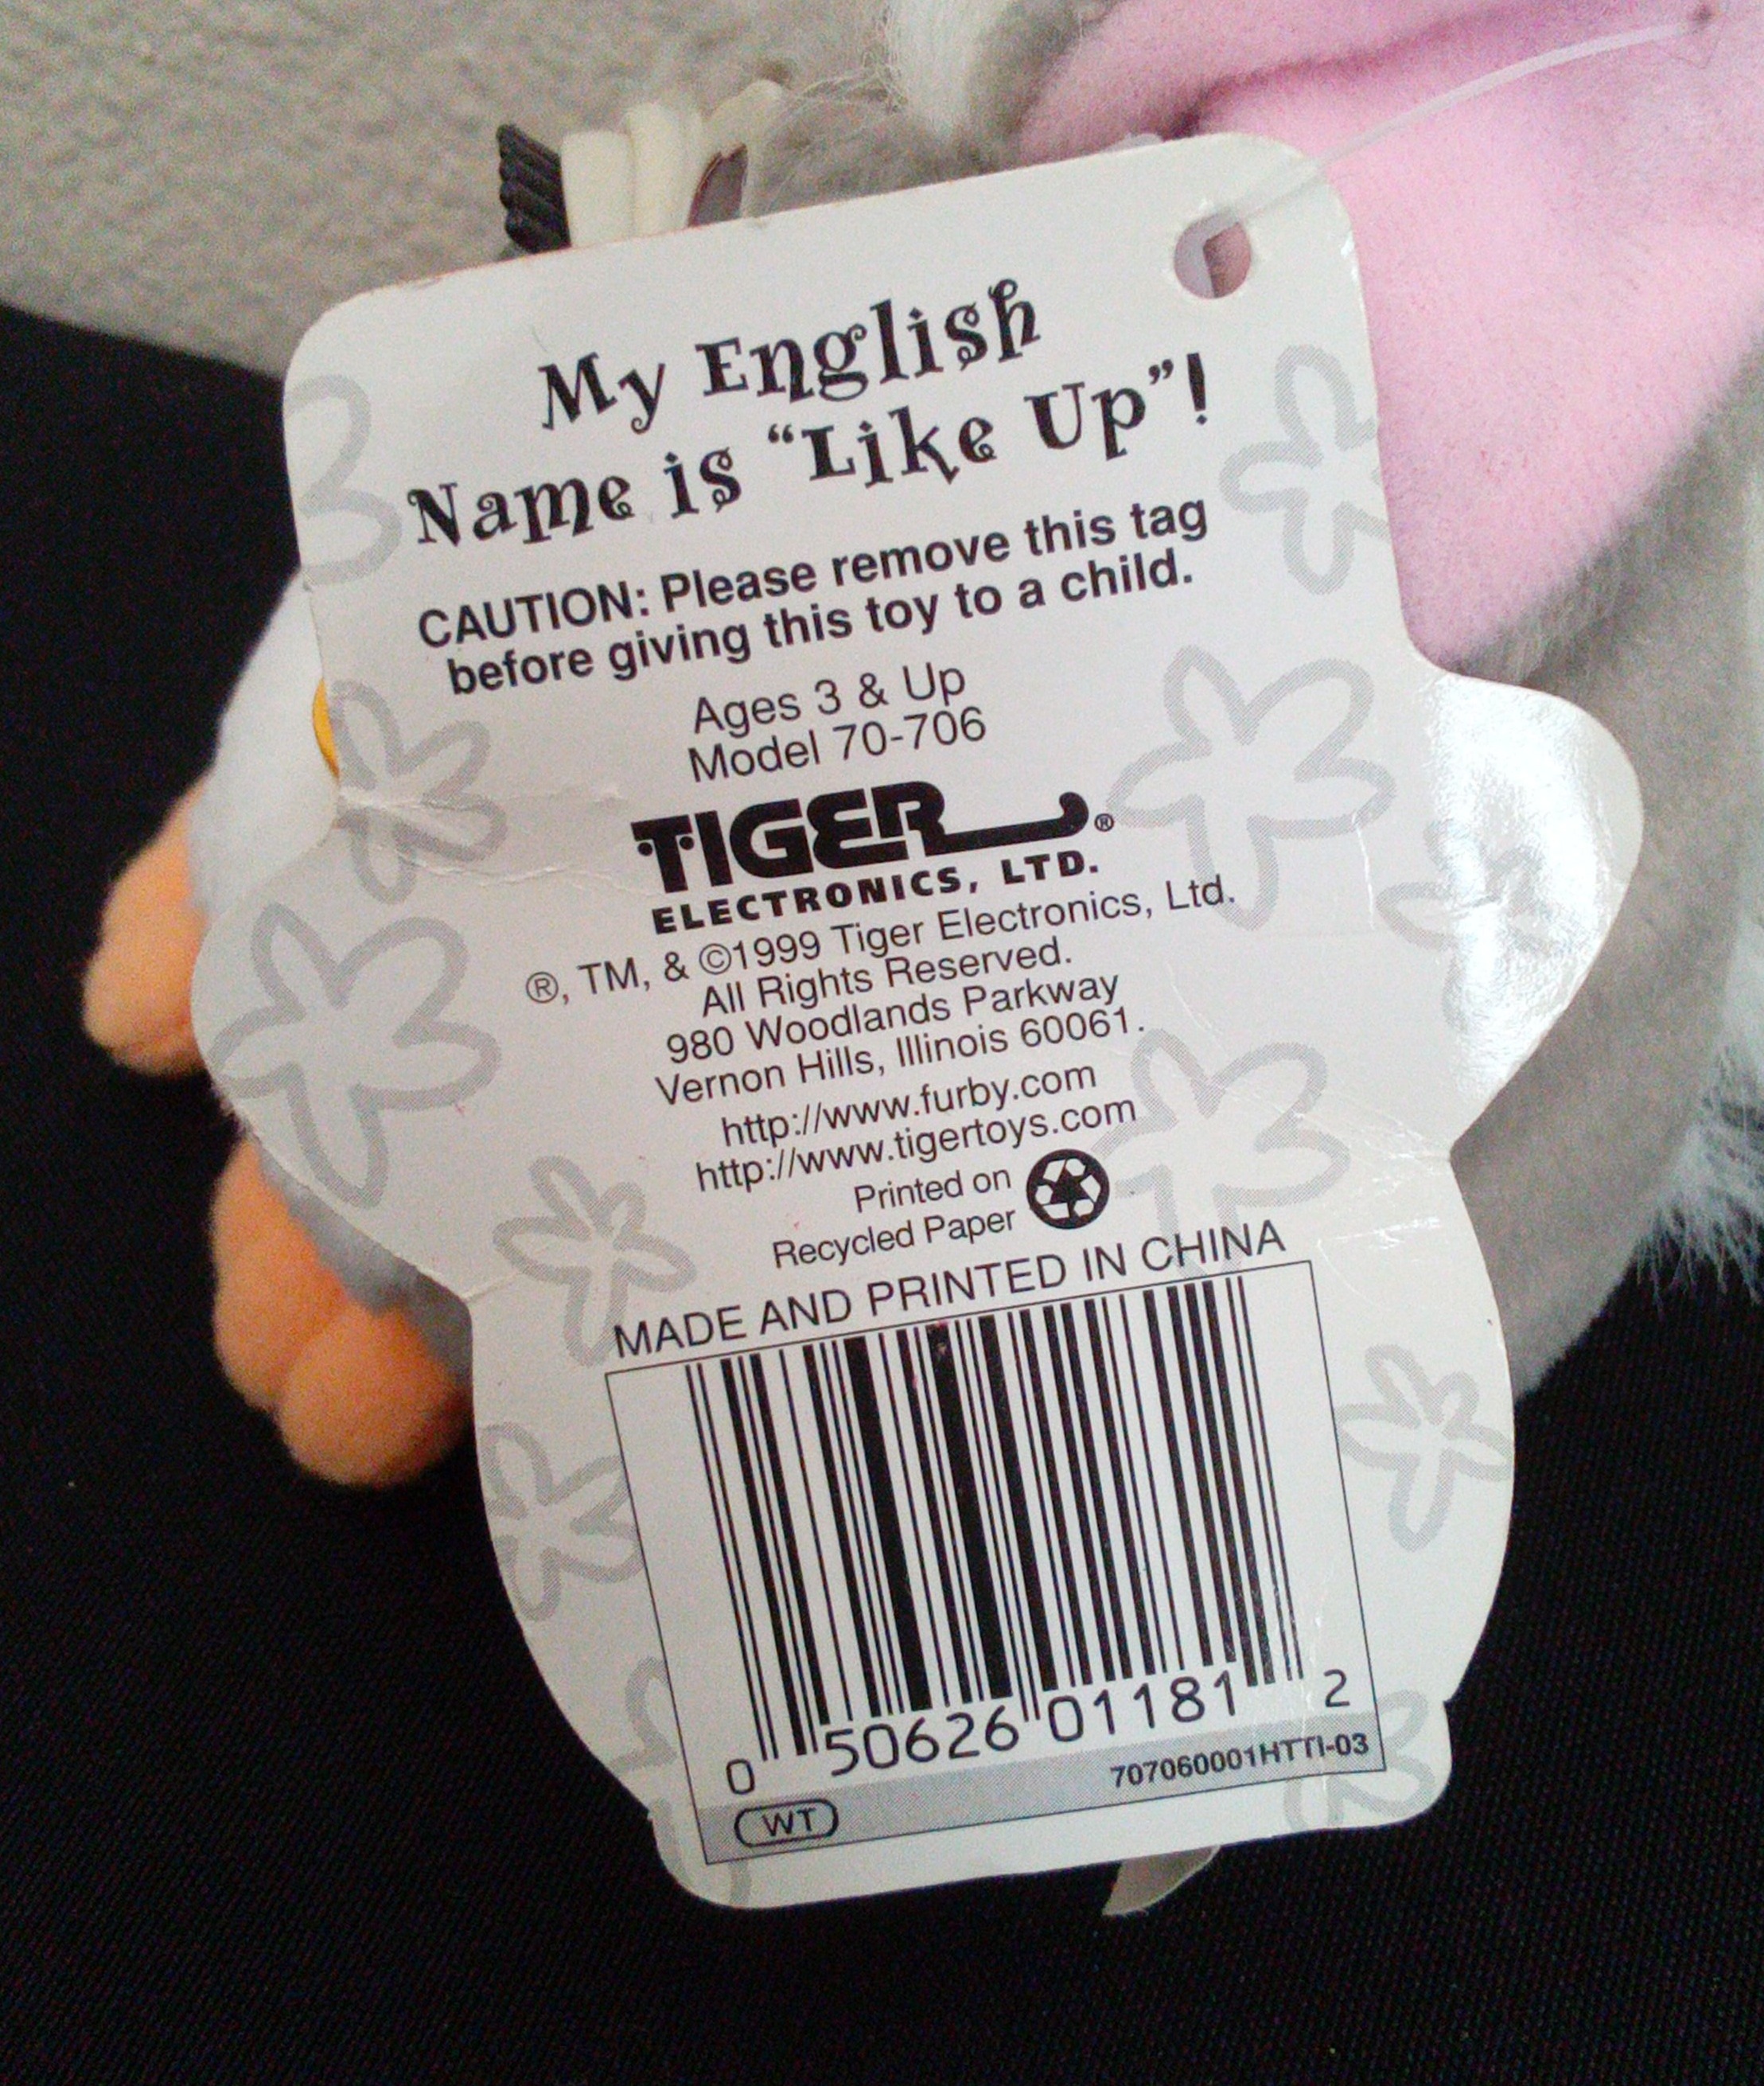 My English
Name is “Like Up”!
CAUTION: Please remove this tag
before giving this toy to a child.
Ages 3 & Up
Model 70-706
TIGER®
ELECTRONICS, LTD.
®, TM, & ©1999 Tiger Electronics, Ltd.
All Rights Reserved.
980 Woodlands Parkway
Vernon Hills, Illinois 60061.
http://www.furby.com
http://www.tigertoys.com
Printed on
Recycled Paper
MADE AND PRINTED IN CHINA
0 50626 01181 2
WT 707060001HTTI-03